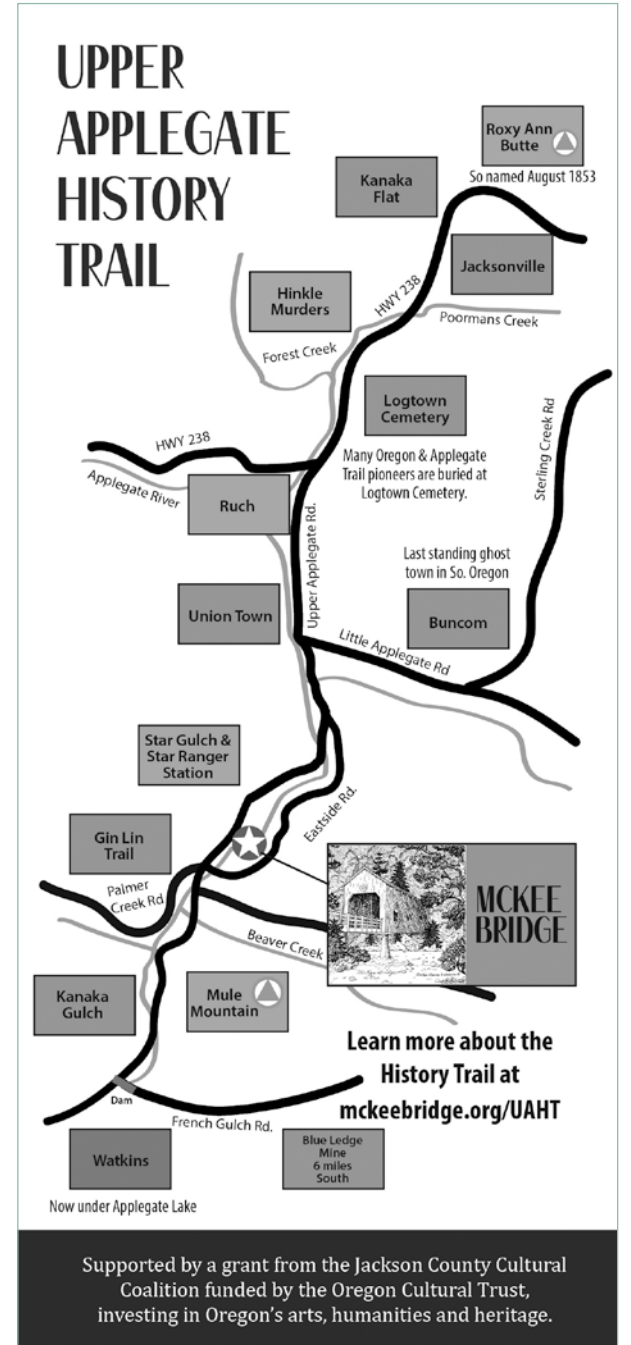 UPPER
APPLEGATE
HISTORY
TRAIL
Roxy Ann
Butte
So named August 1853
Kanaka
Flat
Jacksonville
Hinkle
Murders
HWY 238
Poormans Creek
Forest Creek
Logtown
Cemetery
Many Oregon & Applegate
Trail pioneers are buried at
Logtown Cemetery.
Sterling Creek Rd
HWY 238
Applegate River
Ruch
Upper Applegate Rd.
Last standing ghost
town in So. Oregon
Buncom
Union Town
Little Applegate Rd
Star Gulch &
Star Ranger
Station
Eastside Rd.
Gin Lin
Trail
Palmer
Creek Rd.
MCKEE
BRIDGE
Beaver Creek
Kanaka
Gulch
Mule
Mountain
Learn more about the
History Trail at
mckeebridge.org/UAHT
Dam
French Gulch Rd.
Watkins
Now under Applegate Lake
Blue Ledge
Mine
6 miles
South
Supported by a grant from the Jackson County Cultural
Coalition funded by the Oregon Cultural Trust,
investing in Oregon's arts, humanities and heritage.